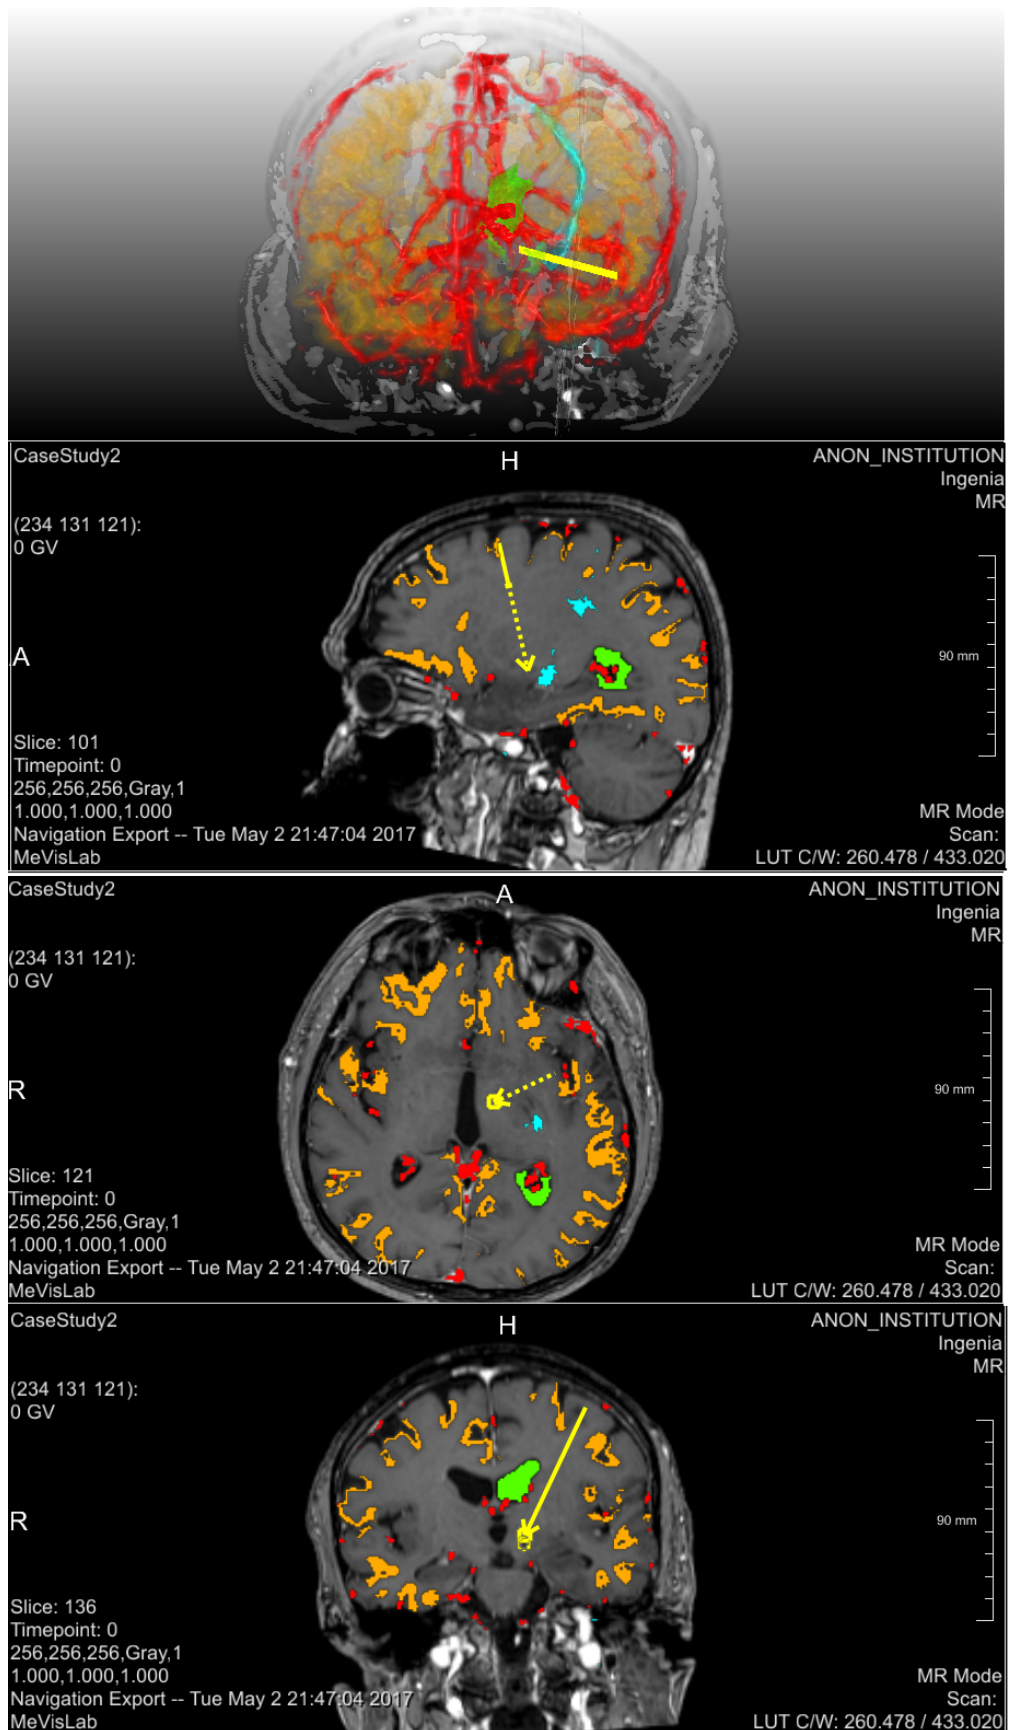 CaseStudy2
H
ANON_INSTITUTION
Ingenia
MR
(234 131 121):
0 GV
A
90 mm
Slice: 101
Timepoint: 0
256,256,256,Gray,1
1.000,1.000,1.000
Navigation Export -- Tue May 2 21:47:04 2017
MeVisLab
MR Mode
Scan:
LUT C/W: 260.478 / 433.020
CaseStudy2
A
ANON_INSTITUTION
Ingenia
MR
(234 131 121):
0 GV
R
90 mm
Slice: 121
Timepoint: 0
256,256,256,Gray,1
1.000,1.000,1.000
Navigation Export -- Tue May 2 21:47:04 2017
MeVisLab
MR Mode
Scan:
LUT C/W: 260.478 / 433.020
CaseStudy2
H
ANON_INSTITUTION
Ingenia
MR
(234 131 121):
0 GV
R
90 mm
Slice: 136
Timepoint: 0
256,256,256,Gray,1
1.000,1.000,1.000
Navigation Export -- Tue May 2 21:47:04 2017
MeVisLab
MR Mode
Scan:
LUT C/W: 260.478 / 433.020